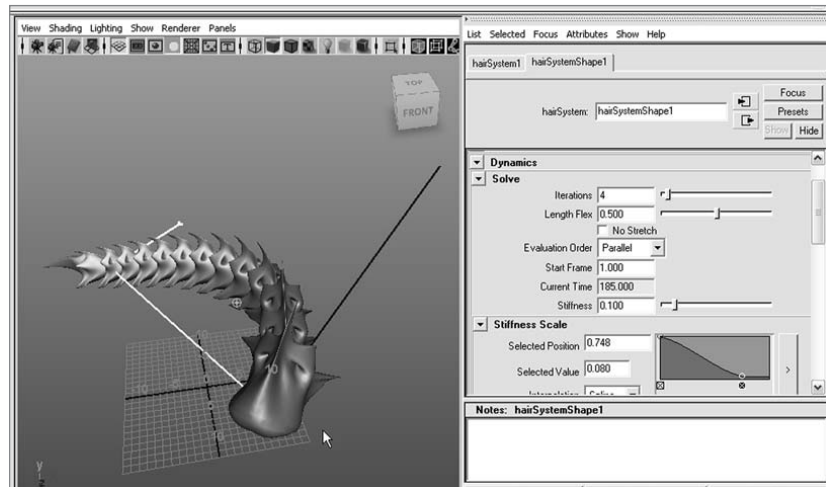 View Shading Lighting Show Renderer Panels
TOP
FRONT
10
10
y
z
List Selected Focus Attributes Show Help
hairSystem1 hairSystemShape1
hairSystem: hairSystemShape1
Focus
Presets
Show Hide
Dynamics
Solve
Iterations 4
Length Flex 0.500
No Stretch
Evaluation Order Parallel
Start Frame 1.000
Current Time 185.000
Stiffness 0.100
Stiffness Scale
Selected Position 0.748
Selected Value 0.080
>
Notes: hairSystemShape1